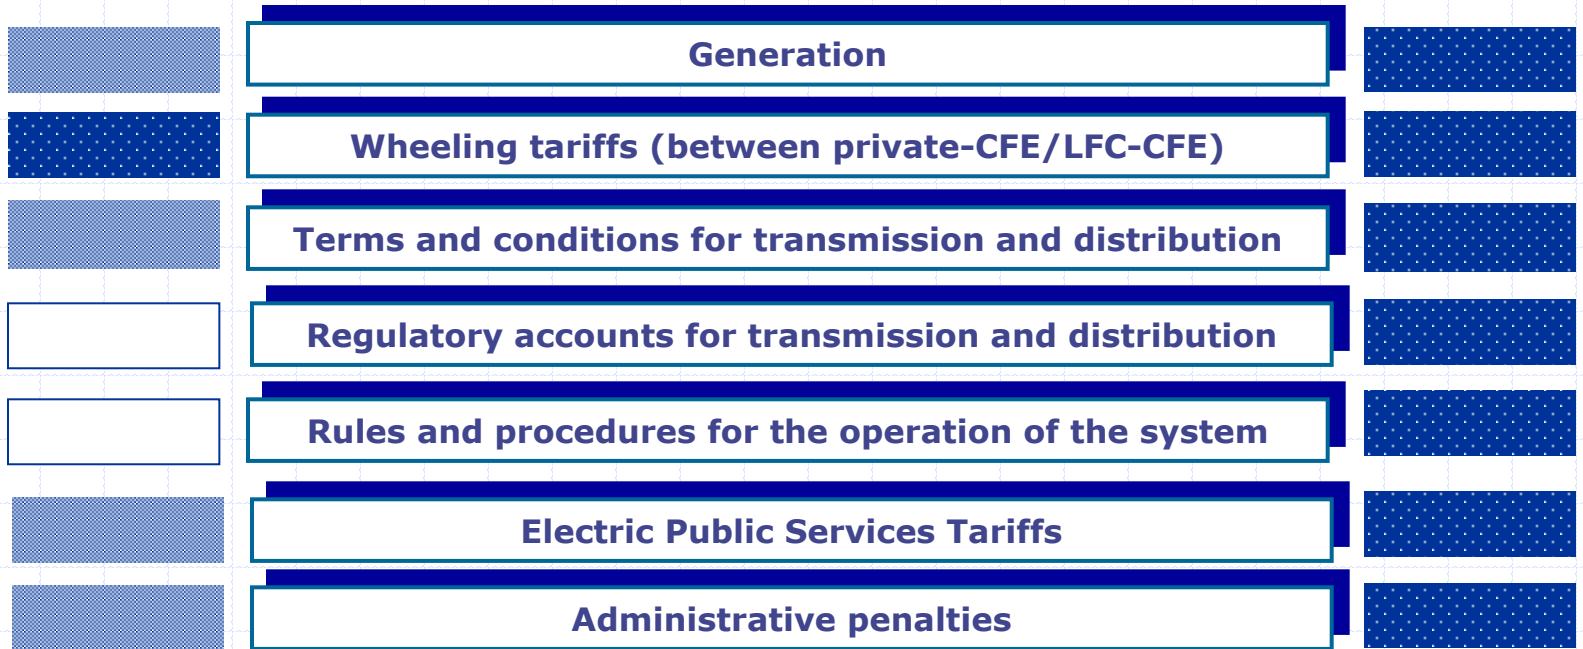 Generation
Wheeling tariffs (between private-CFE/LFC-CFE)
Terms and conditions for transmission and distribution
Regulatory accounts for transmission and distribution
Rules and procedures for the operation of the system
Electric Public Services Tariffs
Administrative penalties